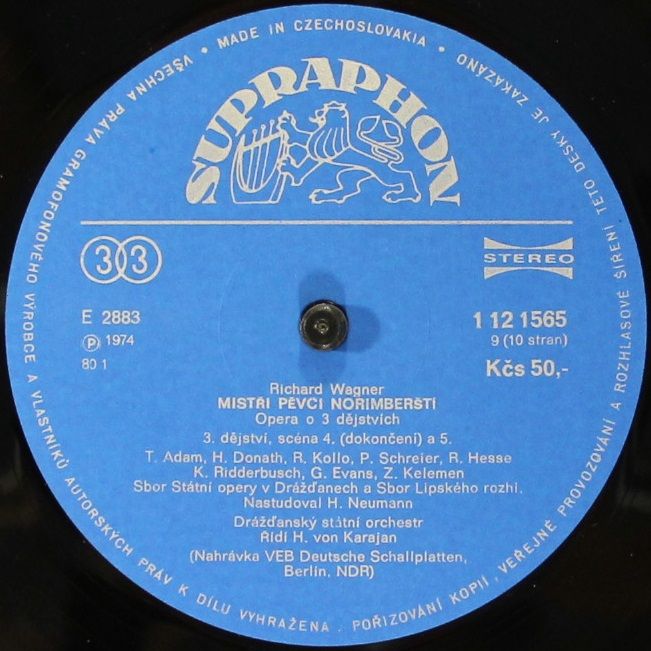 • MADE IN CZECHOSLOVAKIA •
VŠECHNA PRÁVA GRAMOFONOVÉHO VÝROBCE A VLASTNÍKŮ AUTORSKÝCH PRÁV K DÍLU VYHRAŽENA. POŘIZOVÁNÍ KOPIÍ, VEŘEJNÉ PROVOZOVÁNÍ A ROZHLASOVÉ ŠÍŘENÍ TÉTO DESKY JE ZAKÁZÁNO
SUPRAPHON
33
STEREO
E 2883
1 12 1565
Ⓟ 1974
9 (10 stran)
80 1
Kčs 50,-
Richard Wagner
MISTŘI PĚVCI NORIMBERŠTÍ
Opera o 3 dějstvích
3. dějství, scéna 4. (dokončení) a 5.
T. Adam, H. Donath, R. Kollo, P. Schreier, R. Hesse
K. Ridderbusch, G. Evans, Z. Kelemen
Sbor Státní opery v Drážďanech a Sbor Lipského rozhl.
Nastudoval H. Neumann
Drážďanský státní orchestr
Řídí H. von Karajan
(Nahrávka VEB Deutsche Schallplatten,
Berlin, NDR)